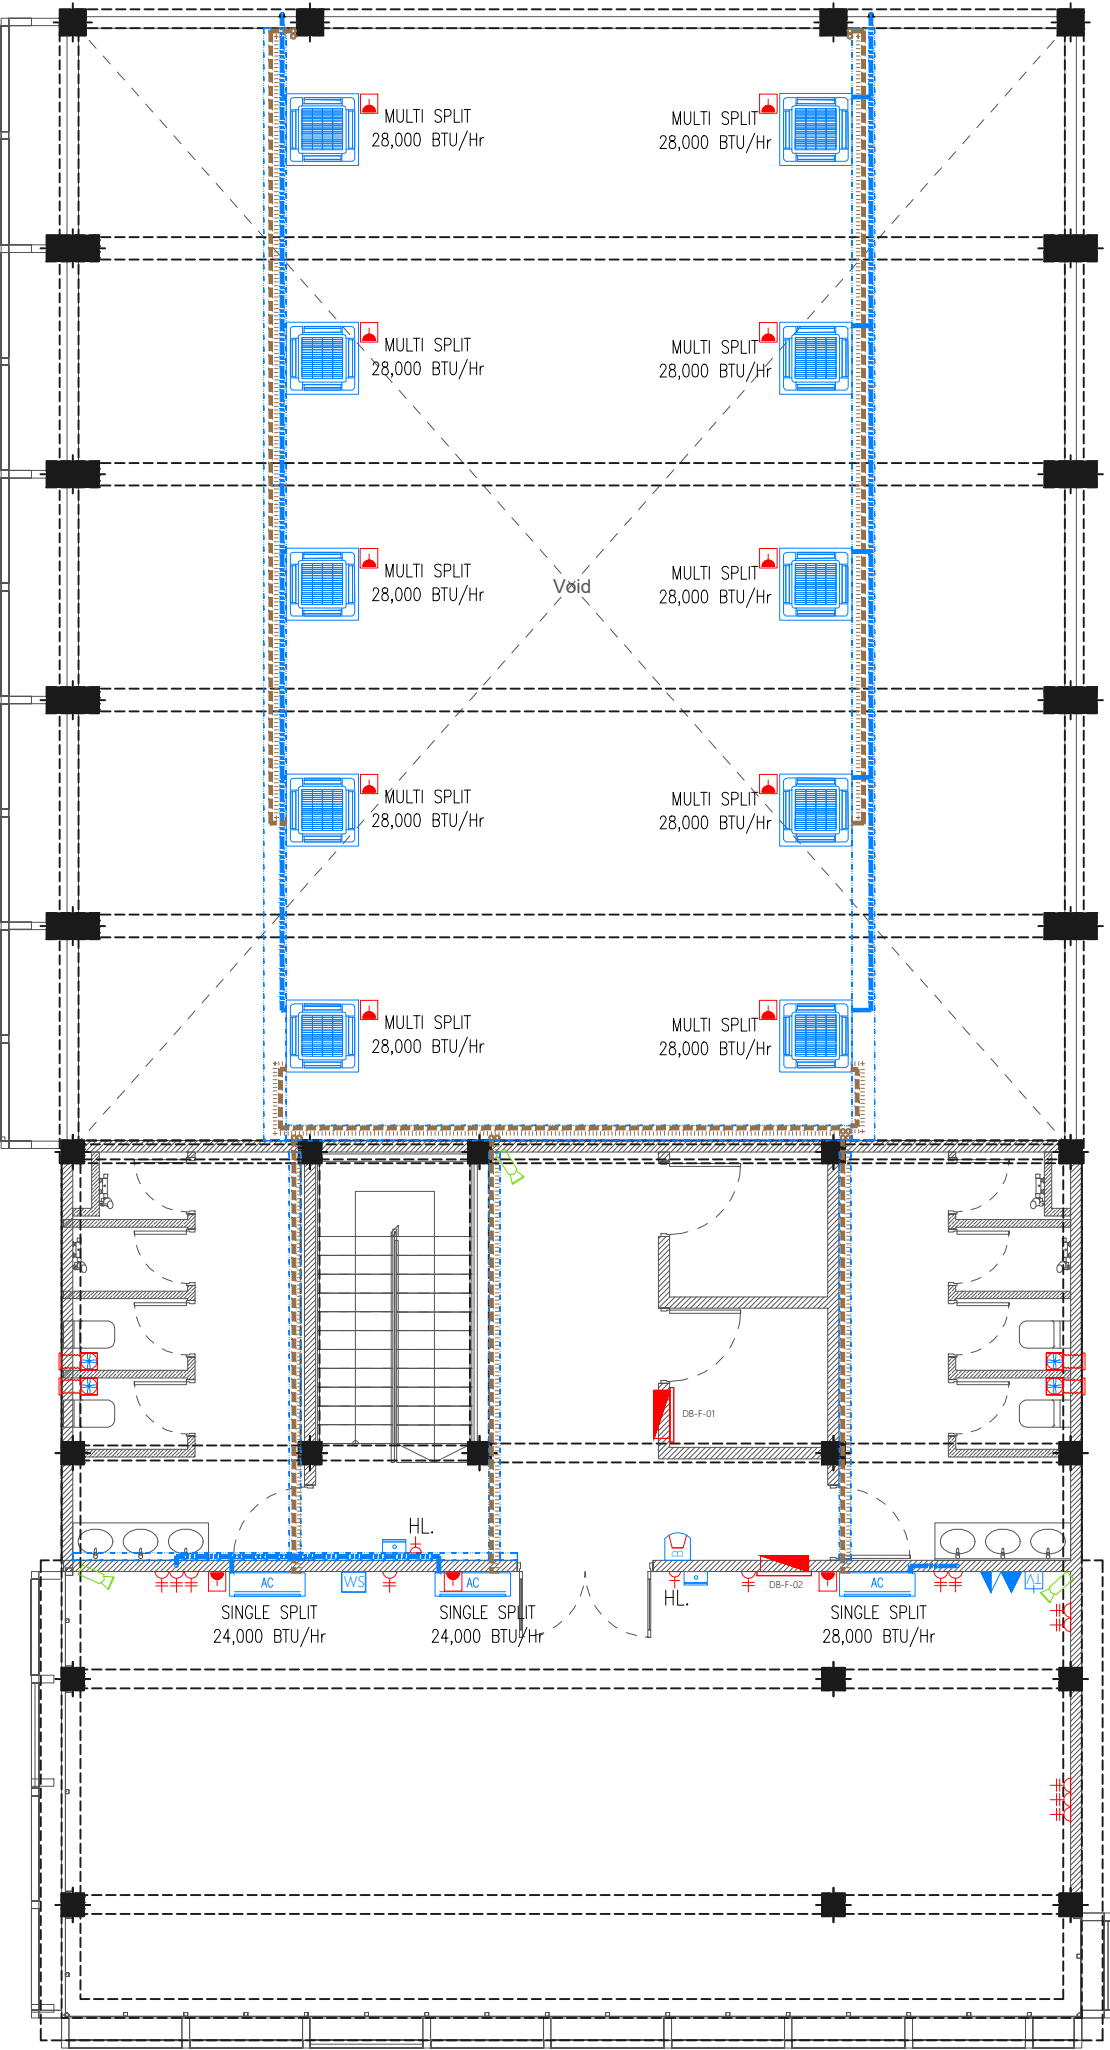 MULTI SPLIT
28,000 BTU/Hr
MULTI SPLIT
28,000 BTU/Hr
MULTI SPLIT
28,000 BTU/Hr
MULTI SPLIT
28,000 BTU/Hr
MULTI SPLIT
28,000 BTU/Hr
MULTI SPLIT
28,000 BTU/Hr
Void
MULTI SPLIT
28,000 BTU/Hr
MULTI SPLIT
28,000 BTU/Hr
MULTI SPLIT
28,000 BTU/Hr
MULTI SPLIT
28,000 BTU/Hr
DB-F-01
HL.
AC
WS
AC
HL.
DB-F-02
AC
TV
SINGLE SPLIT
24,000 BTU/Hr
SINGLE SPLIT
24,000 BTU/Hr
SINGLE SPLIT
28,000 BTU/Hr